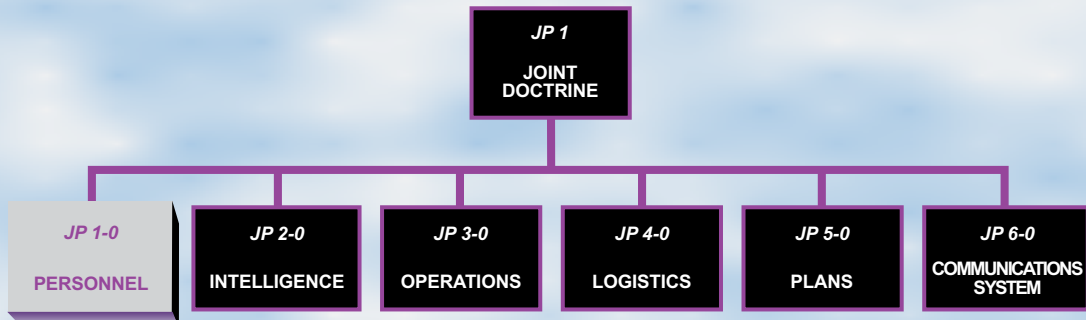 JP 1
JOINT
DOCTRINE
JP 1-0
PERSONNEL
JP 2-0
INTELLIGENCE
JP 3-0
OPERATIONS
JP 4-0
LOGISTICS
JP 5-0
PLANS
JP 6-0
COMMUNICATIONS
SYSTEM